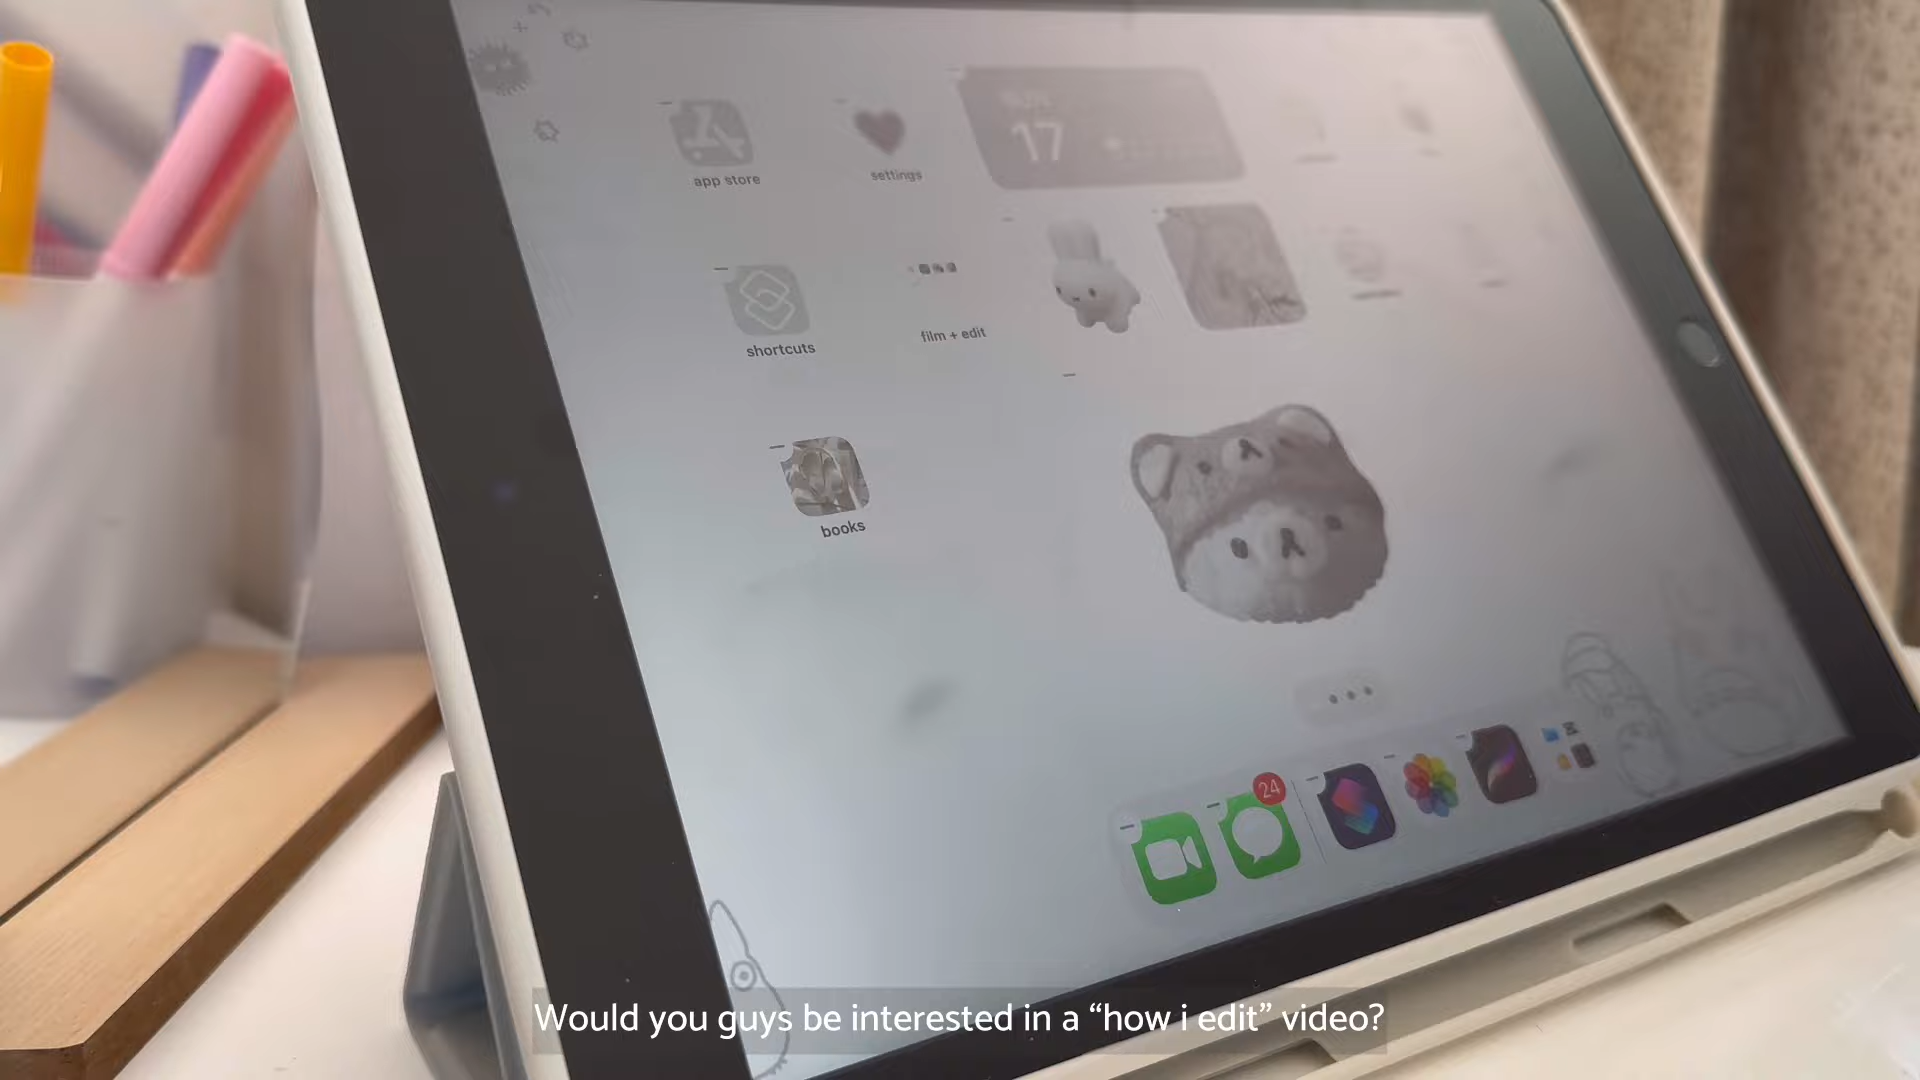 17
app store
settings
shortcuts
film + edit
books
24
Would you guys be interested in a “how i edit” video?